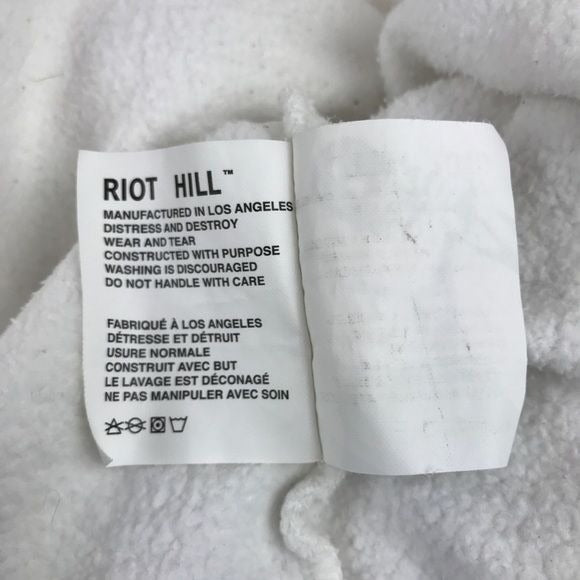 RIOT HILL™
MANUFACTURED IN LOS ANGELES
DISTRESS AND DESTROY
WEAR AND TEAR
CONSTRUCTED WITH PURPOSE
WASHING IS DISCOURAGED
DO NOT HANDLE WITH CARE
FABRIQUÉ À LOS ANGELES
DÉTRESSE ET DÉTRUIT
USURE NORMALE
CONSTRUIT AVEC BUT
LE LAVAGE EST DÉCONAGÉ
NE PAS MANIPULER AVEC SOIN